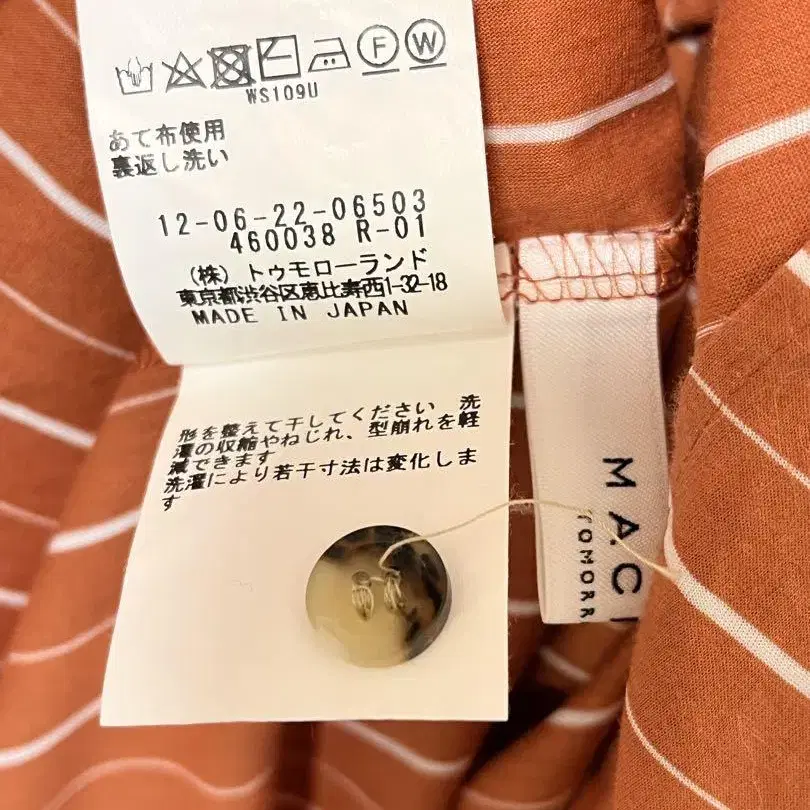 F W
WS109U
あて布使用
裏返し洗い
12-06-22-06503
460038 R-01
(株) トゥモローランド
東京都渋谷区恵比寿西1-32-18
MADE IN JAPAN
形を整えて干してください 洗
濯の収縮やねじれ、型崩れを軽
減できます
洗濯により若干寸法は変化しま
す
MAC
TOMORR